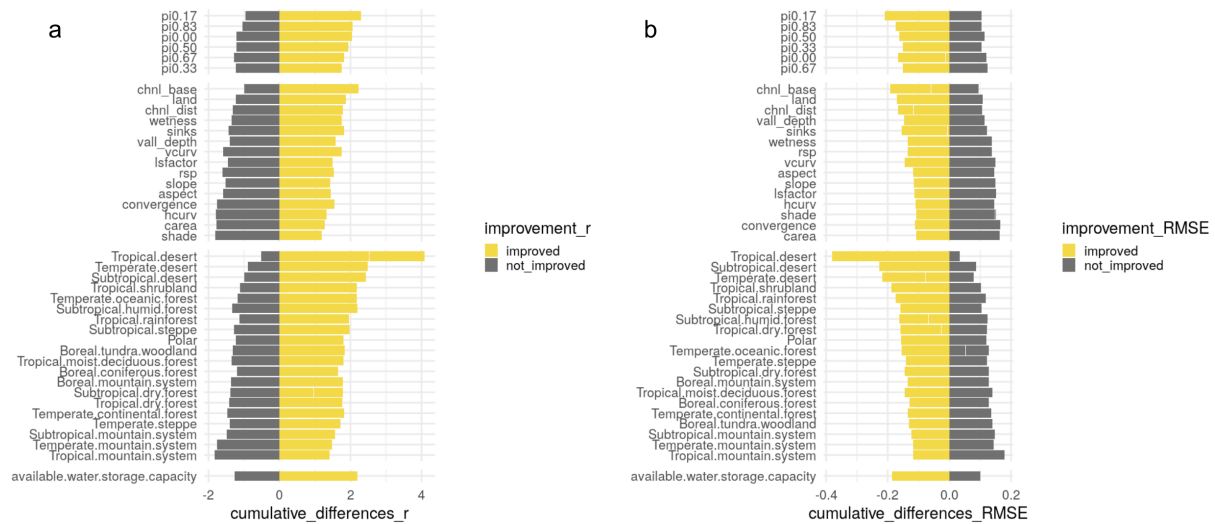 a
pi0.17
pi0.83
pi0.00
pi0.50
pi0.67
pi0.33
chnl_base
land
chnl_dist
wetness
sinks
vall_depth
vcurv
lsfactor
rsp
slope
aspect
convergence
hcurv
carea
shade
Tropical.desert
Temperate.desert
Subtropical.desert
Tropical.shrubland
Temperate.oceanic.forest
Subtropical.humid.forest
Tropical.rainforest
Subtropical.steppe
Polar
Boreal.tundra.woodland
Tropical.moist.deciduous.forest
Boreal.coniferous.forest
Boreal.mountain.system
Subtropical.dry.forest
Tropical.dry.forest
Temperate.continental.forest
Temperate.steppe
Subtropical.mountain.system
Temperate.mountain.system
Tropical.mountain.system
available.water.storage.capacity
-2 0 2 4
cumulative_differences_r
improvement_r
improved
not_improved
b
pi0.17
pi0.83
pi0.50
pi0.33
pi0.00
pi0.67
chnl_base
land
chnl_dist
vall_depth
sinks
wetness
rsp
vcurv
aspect
slope
lsfactor
hcurv
shade
convergence
carea
Tropical.desert
Subtropical.desert
Temperate.desert
Tropical.shrubland
Tropical.rainforest
Subtropical.steppe
Subtropical.humid.forest
Tropical.dry.forest
Polar
Temperate.oceanic.forest
Temperate.steppe
Subtropical.dry.forest
Boreal.mountain.system
Tropical.moist.deciduous.forest
Boreal.coniferous.forest
Temperate.continental.forest
Boreal.tundra.woodland
Subtropical.mountain.system
Temperate.mountain.system
Tropical.mountain.system
available.water.storage.capacity
-0.4 -0.2 0.0 0.2
cumulative_differences_RMSE
improvement_RMSE
improved
not_improved